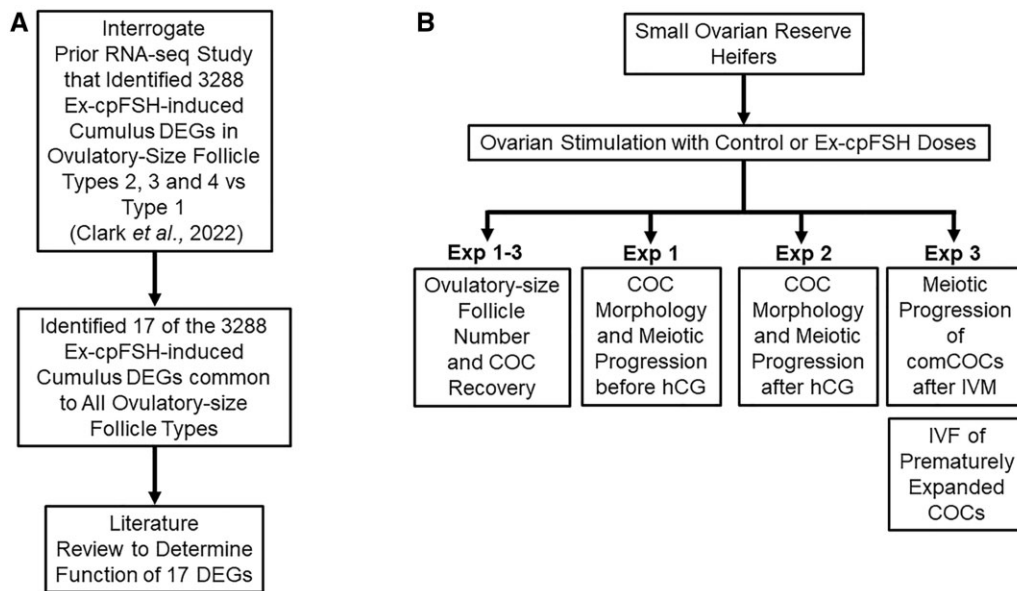 A
Interrogate
Prior RNA-seq Study
that Identified 3288
Ex-cpFSH-induced
Cumulus DEGs in
Ovulatory-Size Follicle
Types 2, 3 and 4 vs
Type 1
(Clark et al., 2022)
Identified 17 of the 3288
Ex-cpFSH-induced
Cumulus DEGs common
to All Ovulatory-size
Follicle Types
Literature
Review to Determine
Function of 17 DEGs
B
Small Ovarian Reserve
Heifers
Ovarian Stimulation with Control or Ex-cpFSH Doses
Exp 1-3
Ovulatory-size
Follicle
Number
and COC
Recovery
Exp 1
COC
Morphology
and Meiotic
Progression
before hCG
Exp 2
COC
Morphology
and Meiotic
Progression
after hCG
Exp 3
Meiotic
Progression
of
comCOCs
after IVM
IVF of
Prematurely
Expanded
COCs